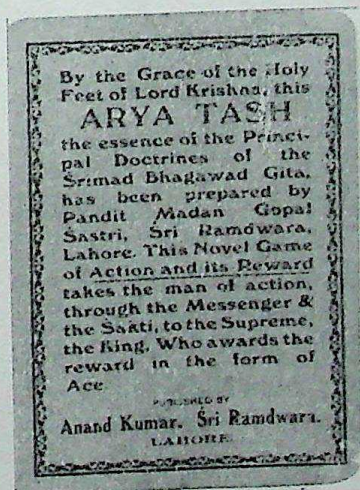 By the Grace of the Holy
Feet of Lord Krishna, this
ARYA TASH
the essence of the Princi-
pal Doctrines of the
Śrimad Bhagawad Gita,
has been prepared by
Pandit Madan Gopal
Śastri, Śri Ramdwara,
Lahore. This Novel Game
of Action and its Reward
takes the man of action,
through the Messenger &
the Śakti, to the Supreme,
the King, Who awards the
reward in the form of
Ace
PUBLISHED BY
Anand Kumar, Śri Ramdwara.
LAHORE.